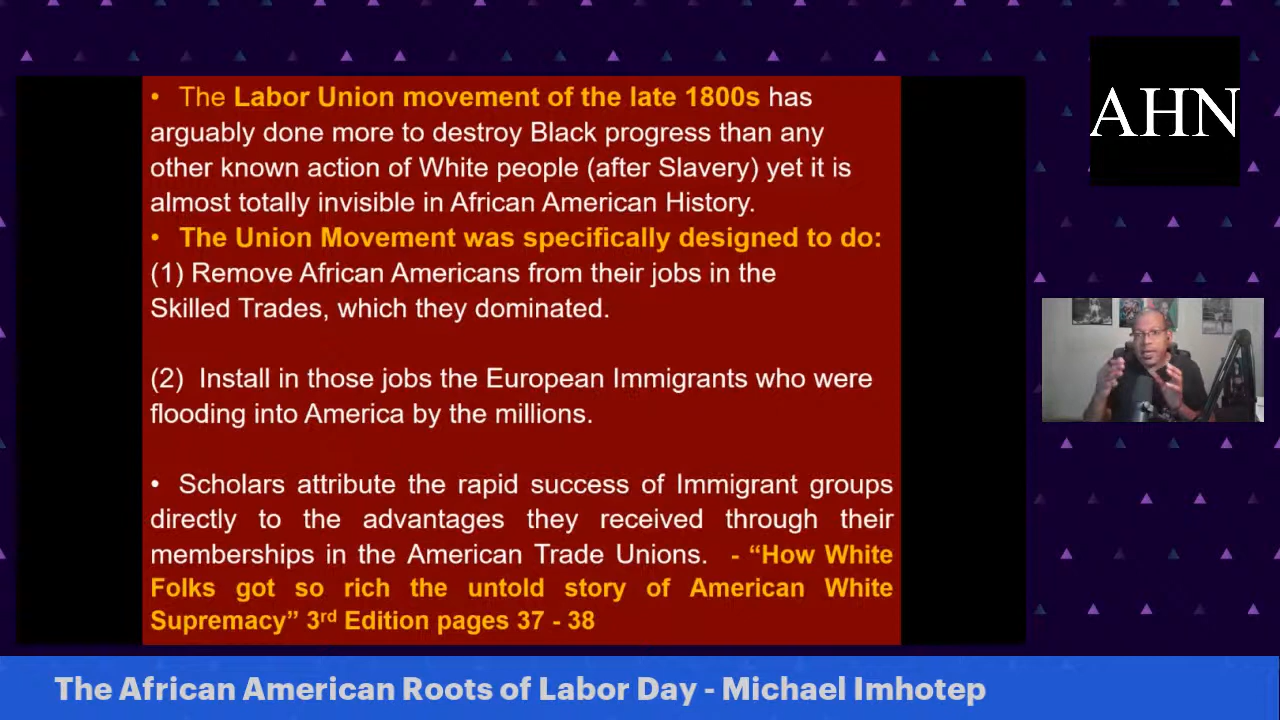 AHN
• The Labor Union movement of the late 1800s has
arguably done more to destroy Black progress than any
other known action of White people (after Slavery) yet it is
almost totally invisible in African American History.
• The Union Movement was specifically designed to do:
(1) Remove African Americans from their jobs in the
Skilled Trades, which they dominated.
(2) Install in those jobs the European Immigrants who were
flooding into America by the millions.
• Scholars attribute the rapid success of Immigrant groups
directly to the advantages they received through their
memberships in the American Trade Unions. - “How White
Folks got so rich the untold story of American White
Supremacy” 3rd Edition pages 37 - 38
The African American Roots of Labor Day - Michael Imhotep